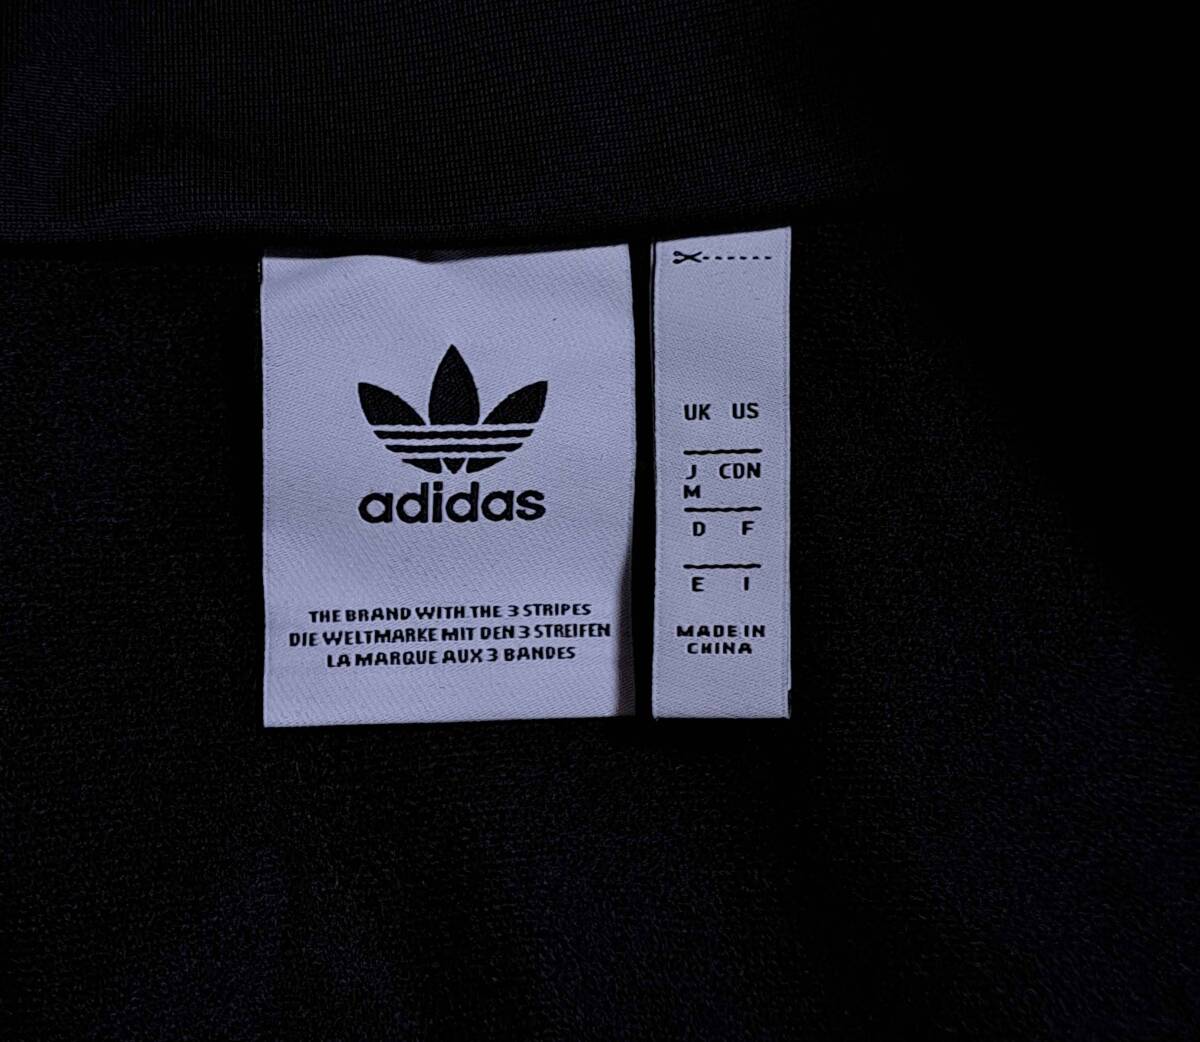 adidas
THE BRAND WITH THE 3 STRIPES
DIE WELTMARKE MIT DEN 3 STREIFEN
LA MARQUE AUX 3 BANDES
UK US
J CDN
M
D F
E I
MADE IN
CHINA